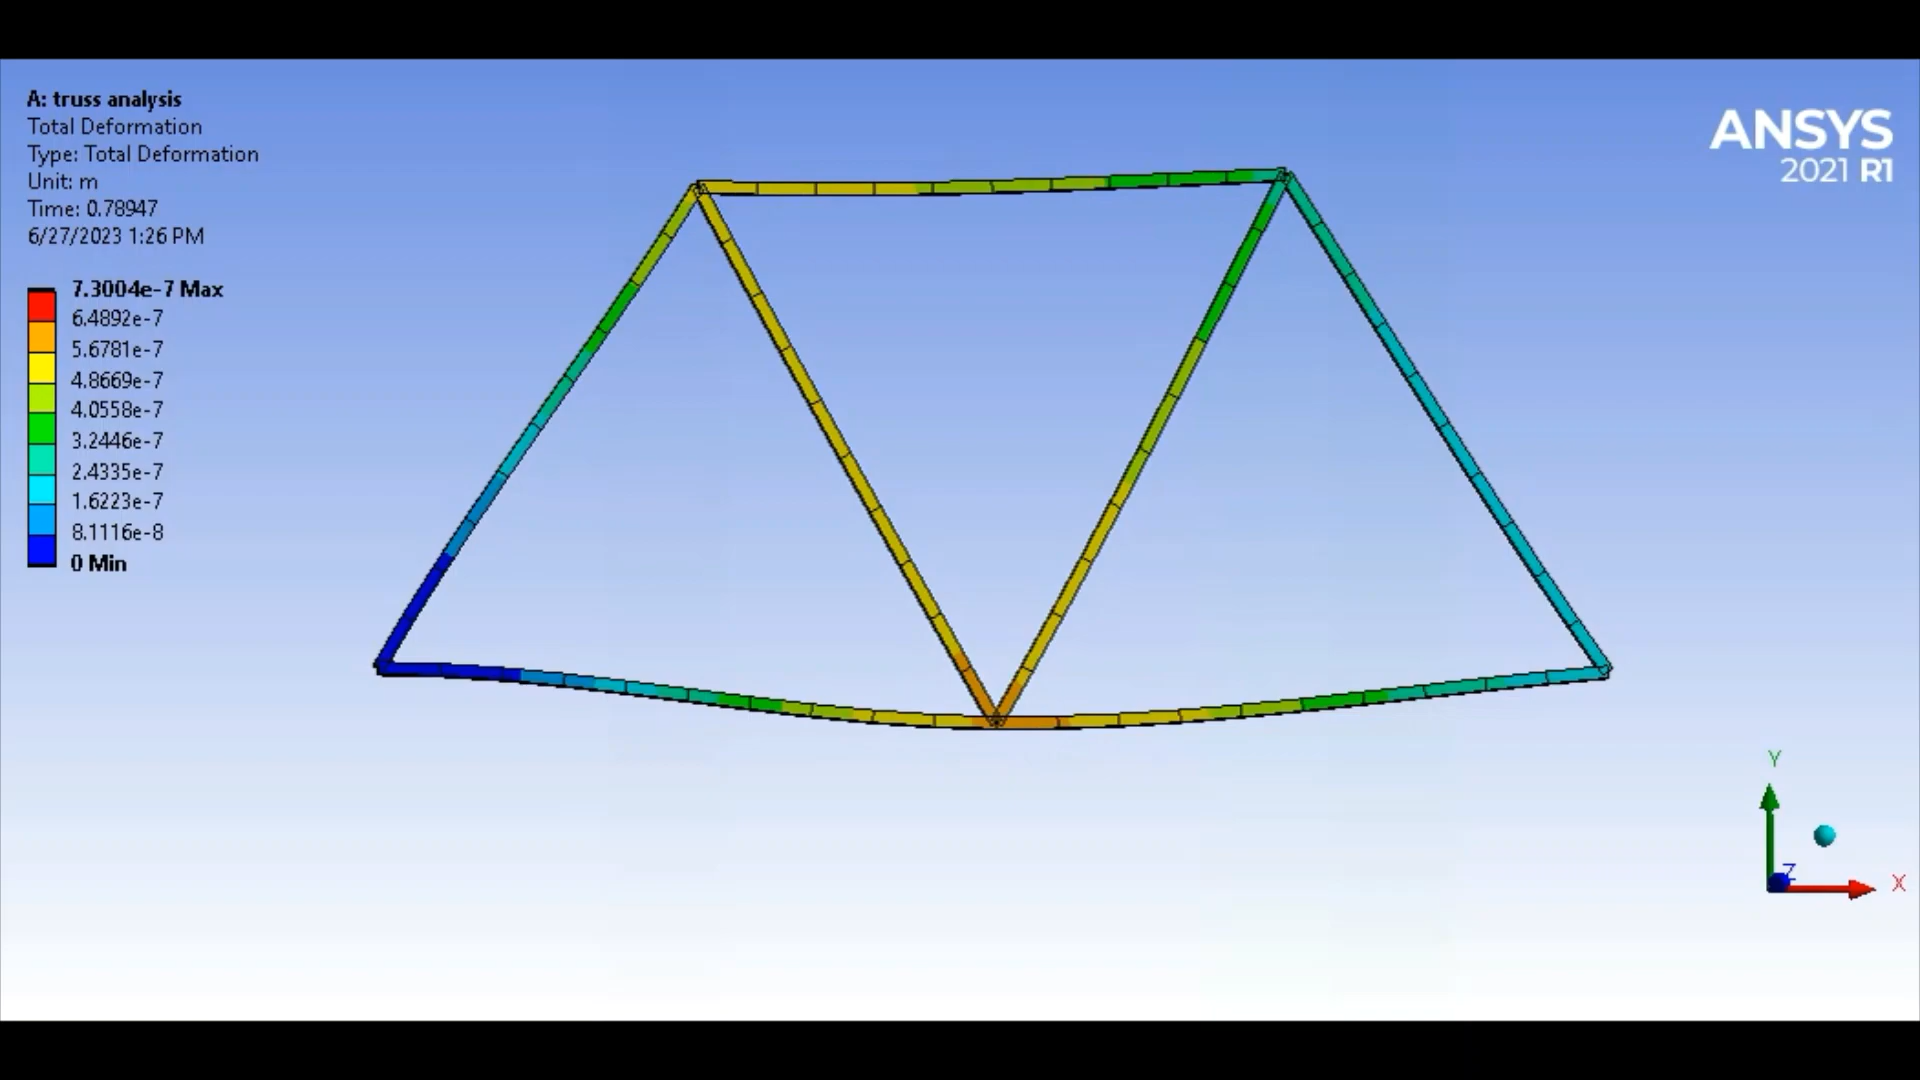 A: truss analysis
Total Deformation
Type: Total Deformation
Unit: m
Time: 0.78947
6/27/2023 1:26 PM
7.3004e-7 Max
6.4892e-7
5.6781e-7
4.8669e-7
4.0558e-7
3.2446e-7
2.4335e-7
1.6223e-7
8.1116e-8
0 Min
ANSYS
2021 R1
Y
Z
X